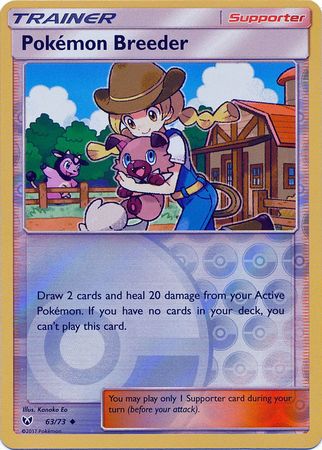 TRAINER Supporter
Pokémon Breeder
Draw 2 cards and heal 20 damage from your Active
Pokémon. If you have no cards in your deck, you
can't play this card.
You may play only 1 Supporter card during your
turn (before your attack).
Illus. Kanako Eo
63/73
©2017 Pokémon